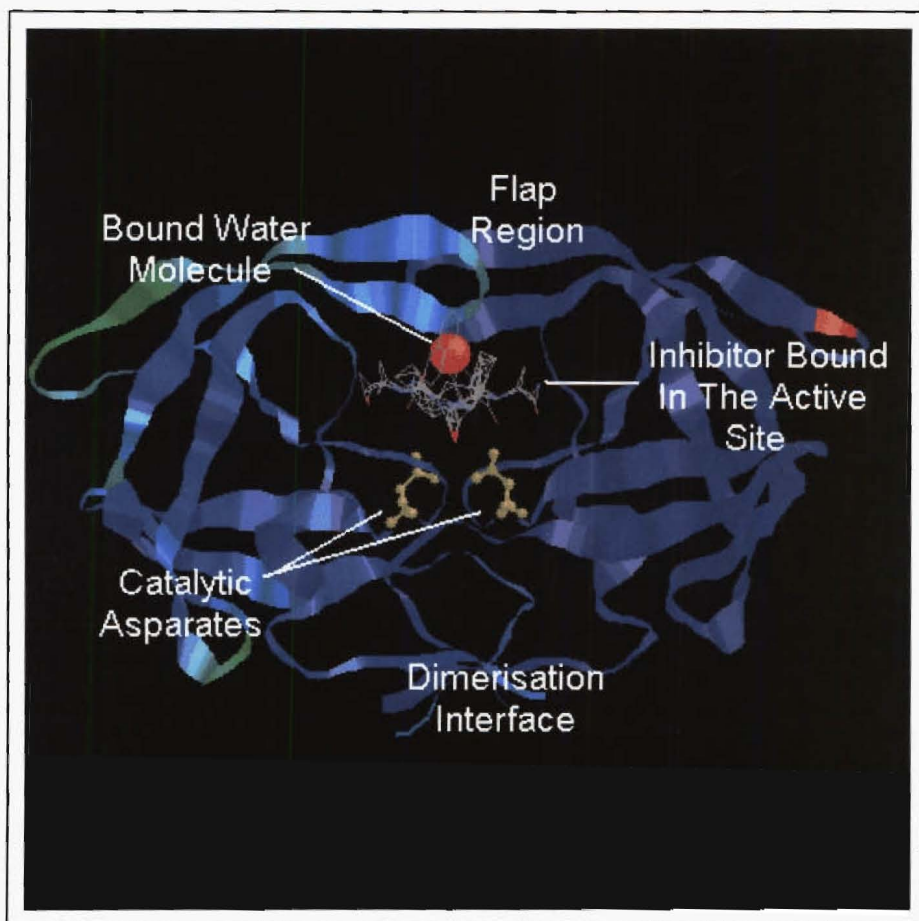 Flap
Region
Bound Water
Molecule
Inhibitor Bound
In The Active
Site
Catalytic
Asparates
Dimerisation
Interface